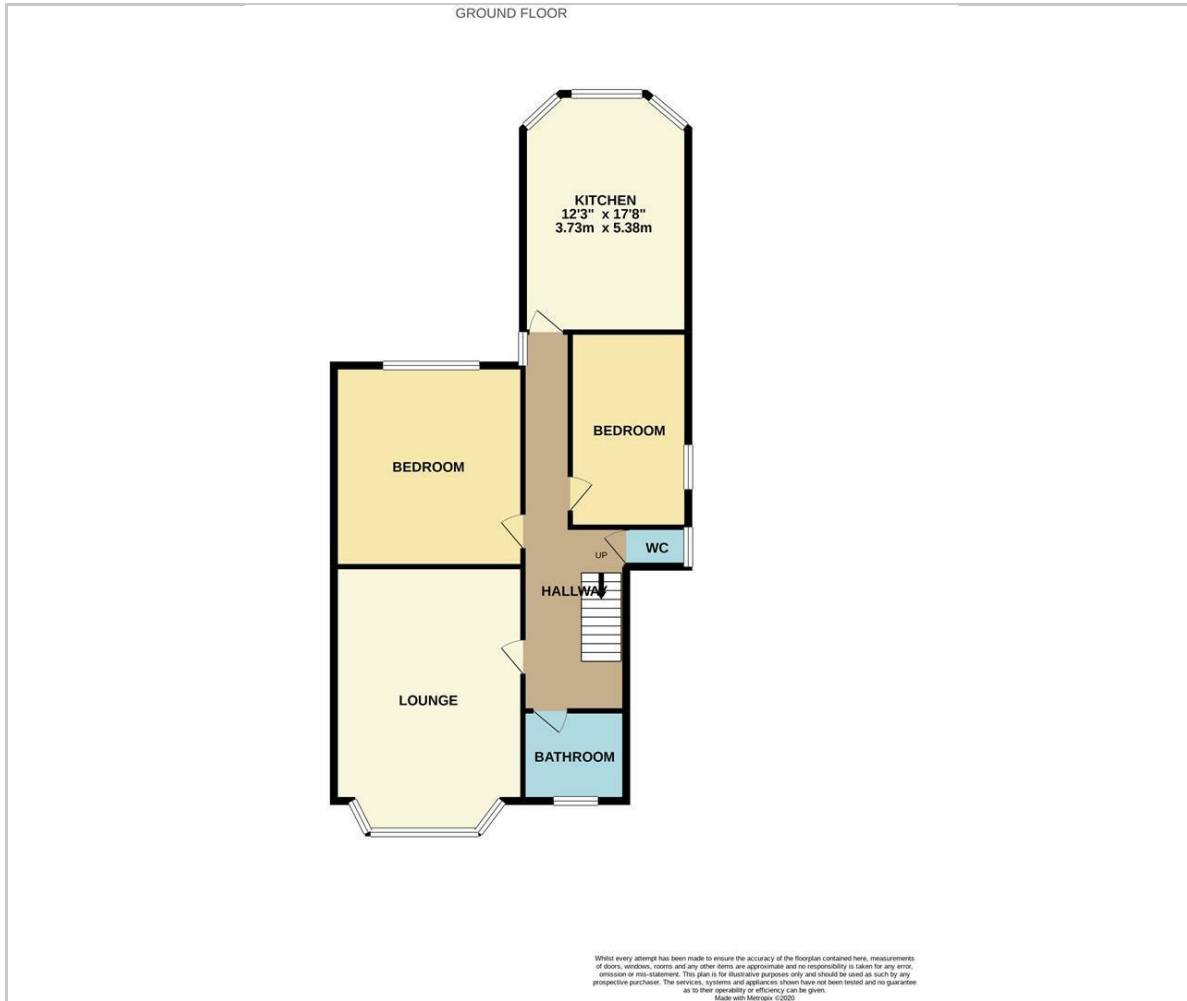 GROUND FLOOR
KITCHEN
12'3" x 17'8"
3.73m x 5.38m
BEDROOM
BEDROOM
UP
WC
HALLWAY
LOUNGE
BATHROOM
Whilst every attempt has been made to ensure the accuracy of the floorplan contained here, measurements
of doors, windows, rooms and any other items are approximate and no responsibility is taken for any error,
omission or mis-statement. This plan is for illustrative purposes only and should be used as such by any
prospective purchaser. The services, systems and appliances shown have not been tested and no guarantee
as to their operability or efficiency can be given.
Made with Metropix ©2020